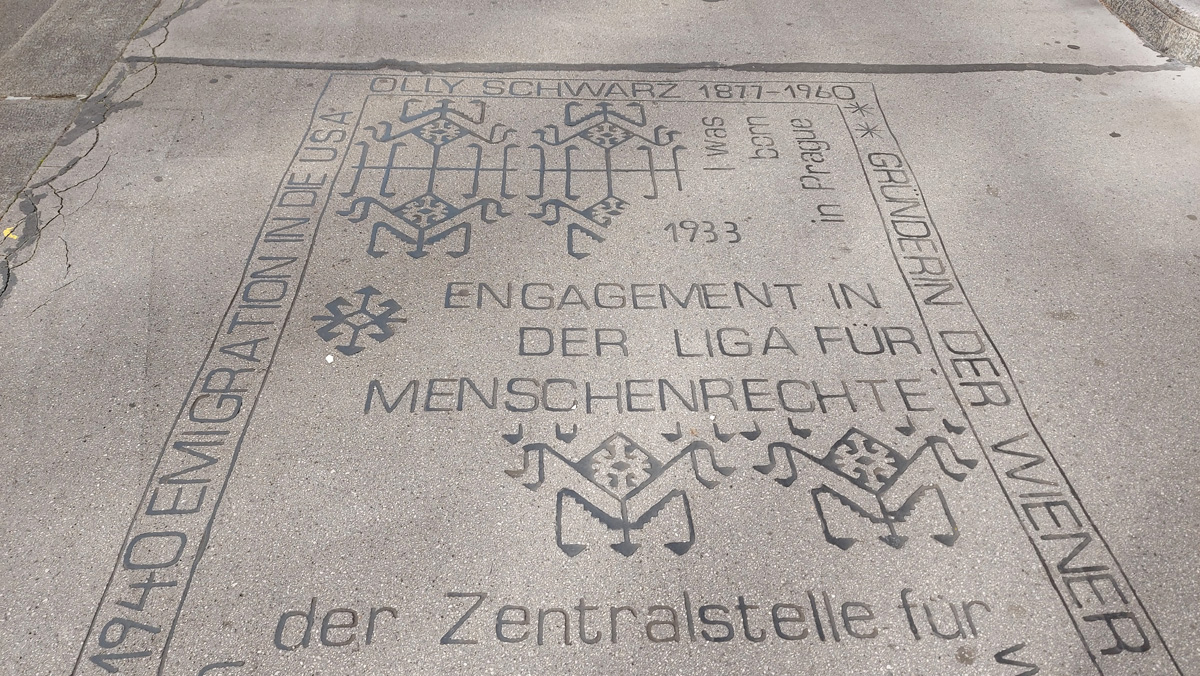 OLLY SCHWARZ 1877-1960
** GRÜNDERIN DER WIENER
1940 EMIGRATION IN DIE USA
I was
born
in Prague
1933
ENGAGEMENT IN
DER LIGA FÜR
MENSCHENRECHTE
der Zentralstelle für